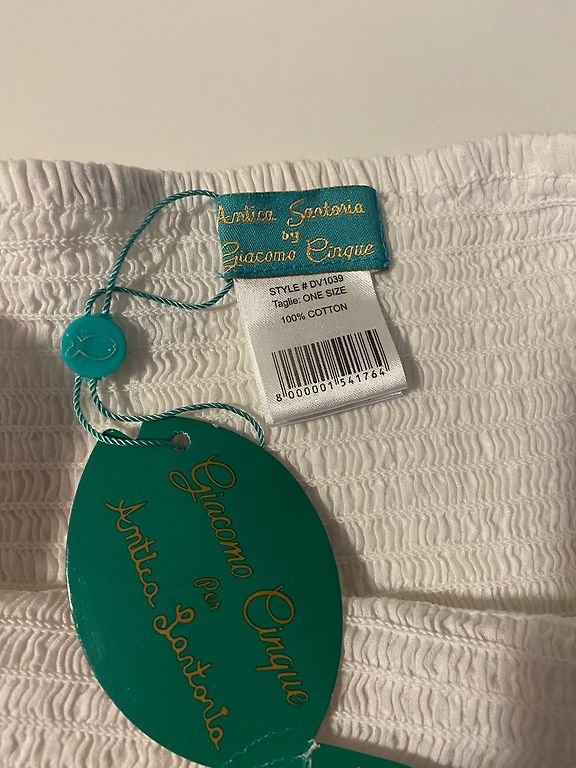 Antica Sartoria
by
Giacomo Cinque
STYLE # DV1039
Taglie: ONE SIZE
100% COTTON
8 000001 541764
Giacomo Cinque
Per
Antica Sartoria